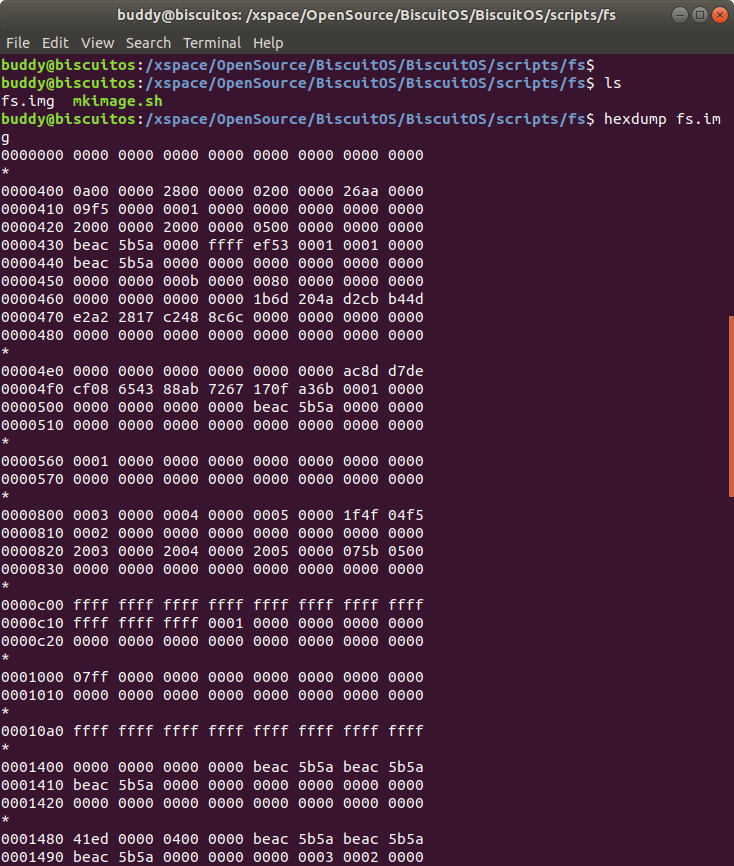 buddy@biscuitos: /xspace/OpenSource/BiscuitOS/BiscuitOS/scripts/fs
File Edit View Search Terminal Help
buddy@biscuitos:/xspace/OpenSource/BiscuitOS/BiscuitOS/scripts/fs$
buddy@biscuitos:/xspace/OpenSource/BiscuitOS/BiscuitOS/scripts/fs$ ls
fs.img  mkimage.sh
buddy@biscuitos:/xspace/OpenSource/BiscuitOS/BiscuitOS/scripts/fs$ hexdump fs.im
g
0000000 0000 0000 0000 0000 0000 0000 0000 0000
*
0000400 0a00 0000 2800 0000 0200 0000 26aa 0000
0000410 09f5 0000 0001 0000 0000 0000 0000 0000
0000420 2000 0000 2000 0000 0500 0000 0000 0000
0000430 beac 5b5a 0000 ffff ef53 0001 0001 0000
0000440 beac 5b5a 0000 0000 0000 0000 0000 0000
0000450 0000 0000 000b 0000 0080 0000 0000 0000
0000460 0000 0000 0000 0000 1b6d 204a d2cb b44d
0000470 e2a2 2817 c248 8c6c 0000 0000 0000 0000
0000480 0000 0000 0000 0000 0000 0000 0000 0000
*
00004e0 0000 0000 0000 0000 0000 0000 ac8d d7de
00004f0 cf08 6543 88ab 7267 170f a36b 0001 0000
0000500 0000 0000 0000 0000 beac 5b5a 0000 0000
0000510 0000 0000 0000 0000 0000 0000 0000 0000
*
0000560 0001 0000 0000 0000 0000 0000 0000 0000
0000570 0000 0000 0000 0000 0000 0000 0000 0000
*
0000800 0003 0000 0004 0000 0005 0000 1f4f 04f5
0000810 0002 0000 0000 0000 0000 0000 0000 0000
0000820 2003 0000 2004 0000 2005 0000 075b 0500
0000830 0000 0000 0000 0000 0000 0000 0000 0000
*
0000c00 ffff ffff ffff ffff ffff ffff ffff ffff
0000c10 ffff ffff ffff 0001 0000 0000 0000 0000
0000c20 0000 0000 0000 0000 0000 0000 0000 0000
*
0001000 07ff 0000 0000 0000 0000 0000 0000 0000
0001010 0000 0000 0000 0000 0000 0000 0000 0000
*
00010a0 ffff ffff ffff ffff ffff ffff ffff ffff
*
0001400 0000 0000 0000 0000 beac 5b5a beac 5b5a
0001410 beac 5b5a 0000 0000 0000 0000 0000 0000
0001420 0000 0000 0000 0000 0000 0000 0000 0000
*
0001480 41ed 0000 0400 0000 beac 5b5a beac 5b5a
0001490 beac 5b5a 0000 0000 0000 0003 0002 0000